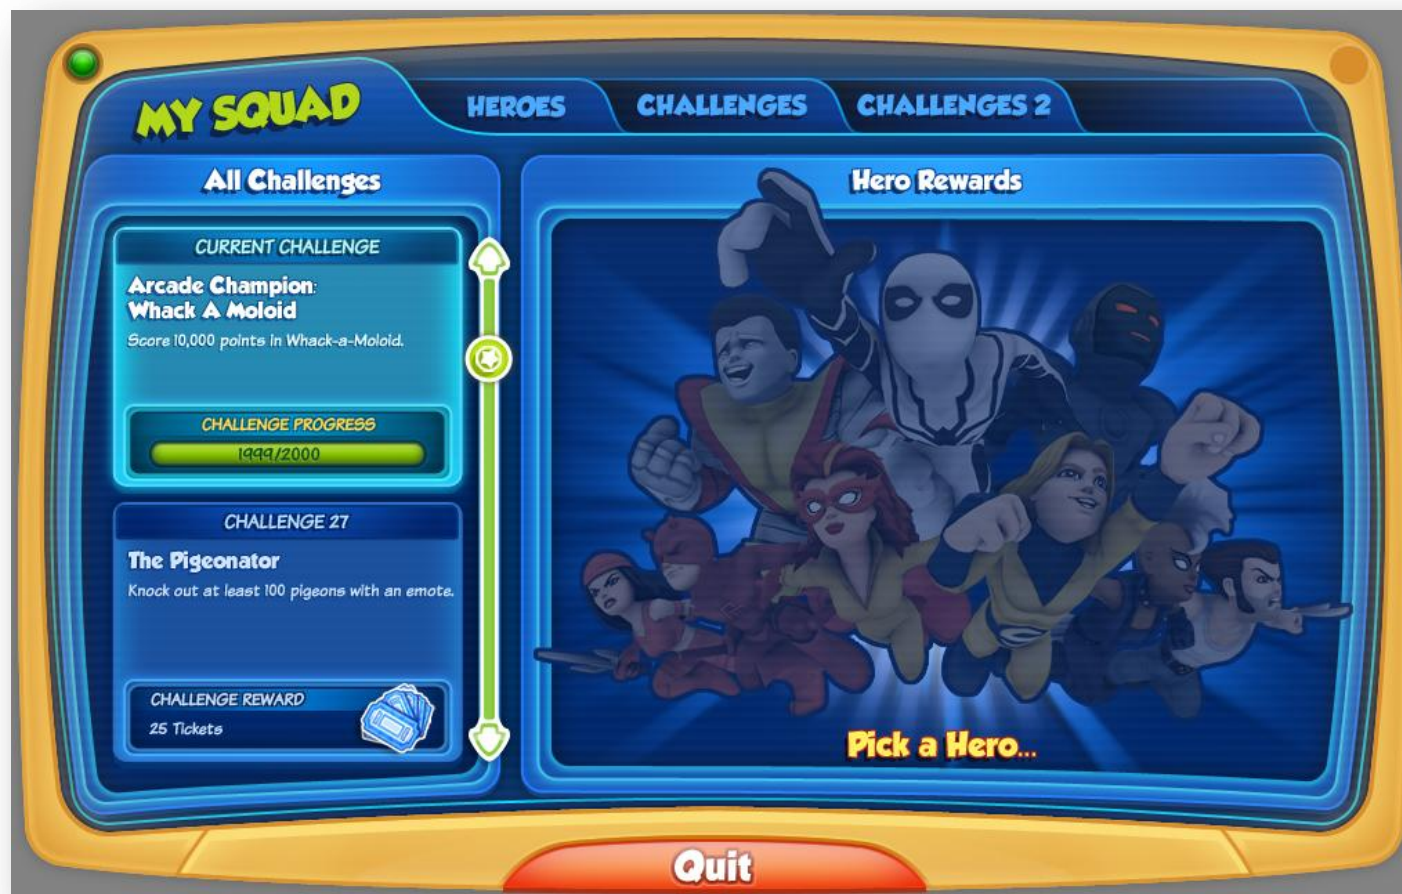 MY SQUAD
HEROES
CHALLENGES
CHALLENGES 2
All Challenges
CURRENT CHALLENGE
Arcade Champion:
Whack A Moloid
Score 10,000 points in Whack-a-Moloid.
CHALLENGE PROGRESS
1999/2000
CHALLENGE 27
The Pigeonator
Knock out at least 100 pigeons with an emote.
CHALLENGE REWARD
25 Tickets
Hero Rewards
Pick a Hero...
Quit